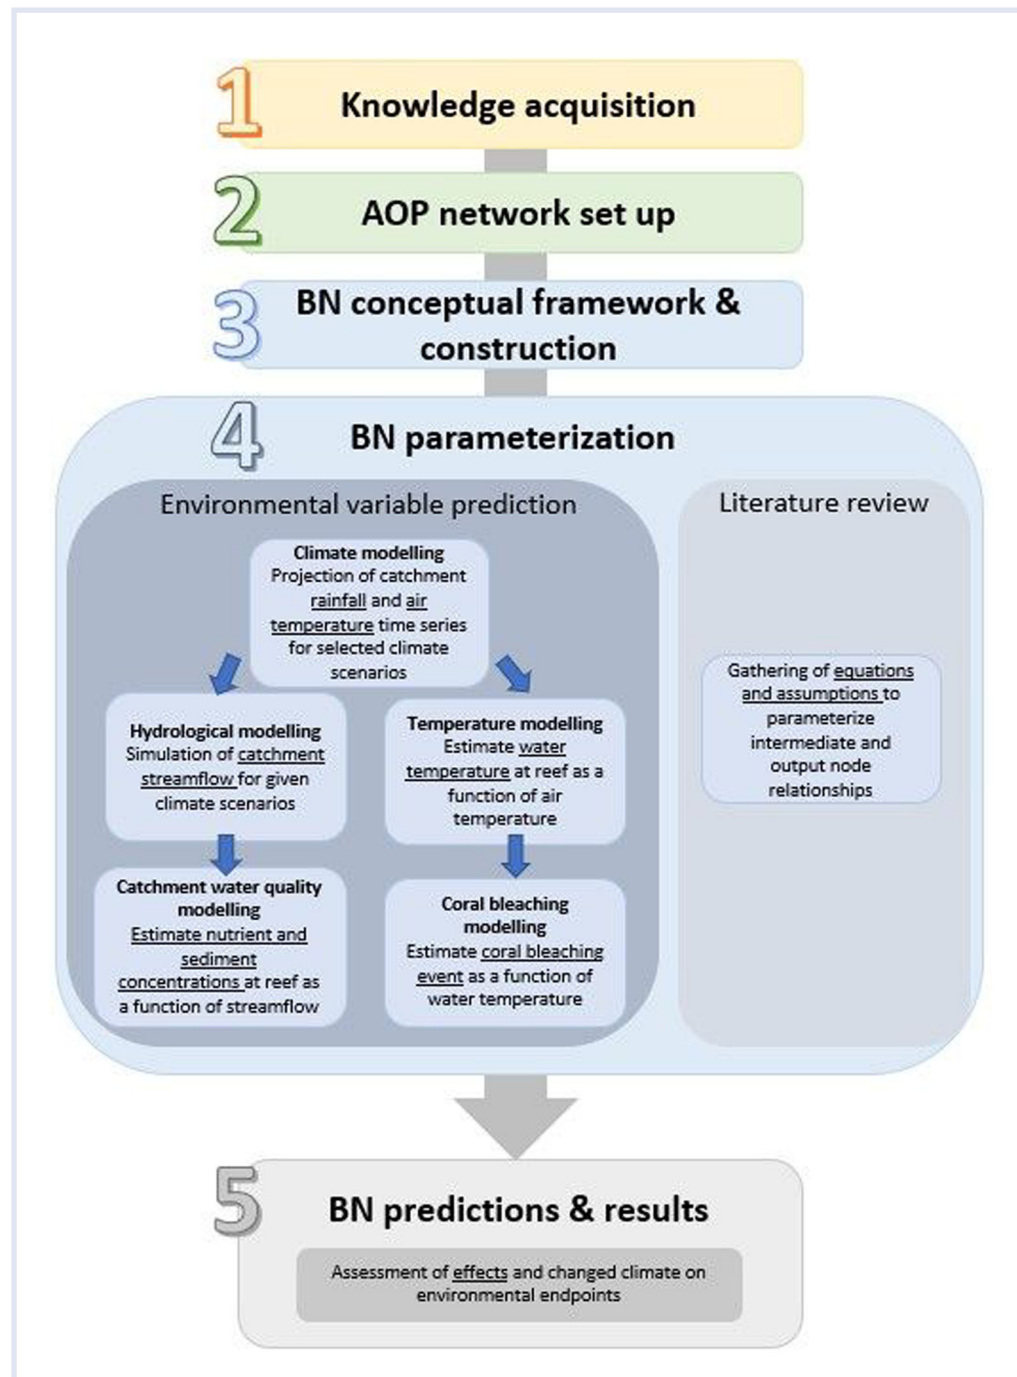 1
Knowledge acquisition
2
AOP network set up
3
BN conceptual framework &
construction
4
BN parameterization
Environmental variable prediction
Climate modelling
Projection of catchment
rainfall and air
temperature time series
for selected climate
scenarios
Hydrological modelling
Simulation of catchment
streamflow for given
climate scenarios
Temperature modelling
Estimate water
temperature at reef as a
function of air
temperature
Catchment water quality
modelling
Estimate nutrient and
sediment
concentrations at reef as
a function of streamflow
Coral bleaching
modelling
Estimate coral bleaching
event as a function of
water temperature
Literature review
Gathering of equations
and assumptions to
parameterize
intermediate and
output node
relationships
5
BN predictions & results
Assessment of effects and changed climate on
environmental endpoints